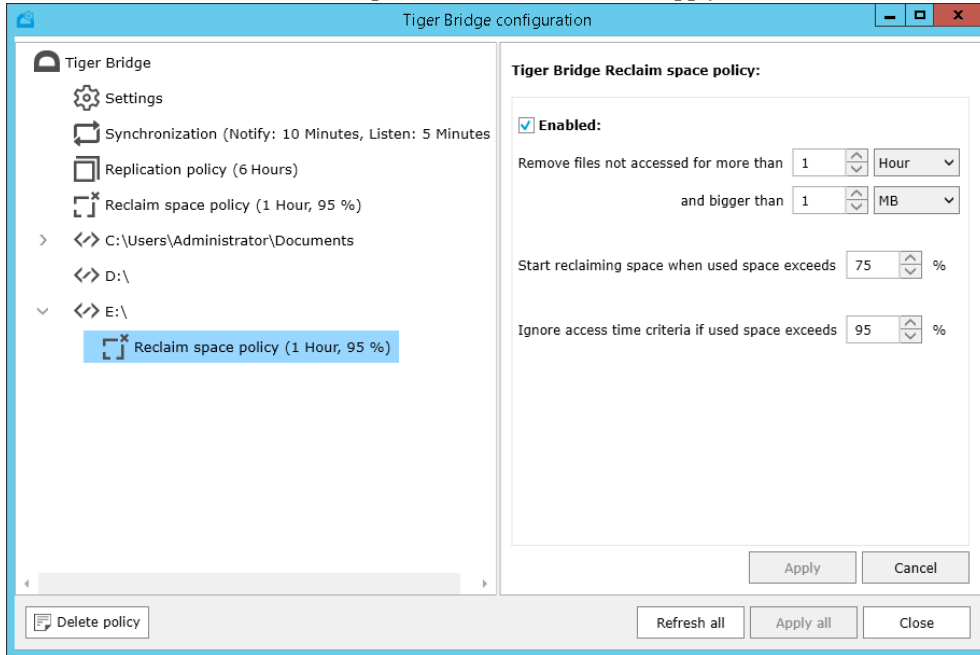 Tiger Bridge configuration
Tiger Bridge
Settings
Synchronization (Notify: 10 Minutes, Listen: 5 Minutes
Replication policy (6 Hours)
Reclaim space policy (1 Hour, 95 %)
C:\Users\Administrator\Documents
D:\
E:\
Reclaim space policy (1 Hour, 95 %)
Tiger Bridge Reclaim space policy:
Enabled:
Remove files not accessed for more than 1 Hour
and bigger than 1 MB
Start reclaiming space when used space exceeds 75 %
Ignore access time criteria if used space exceeds 95 %
Apply Cancel
Delete policy Refresh all Apply all Close